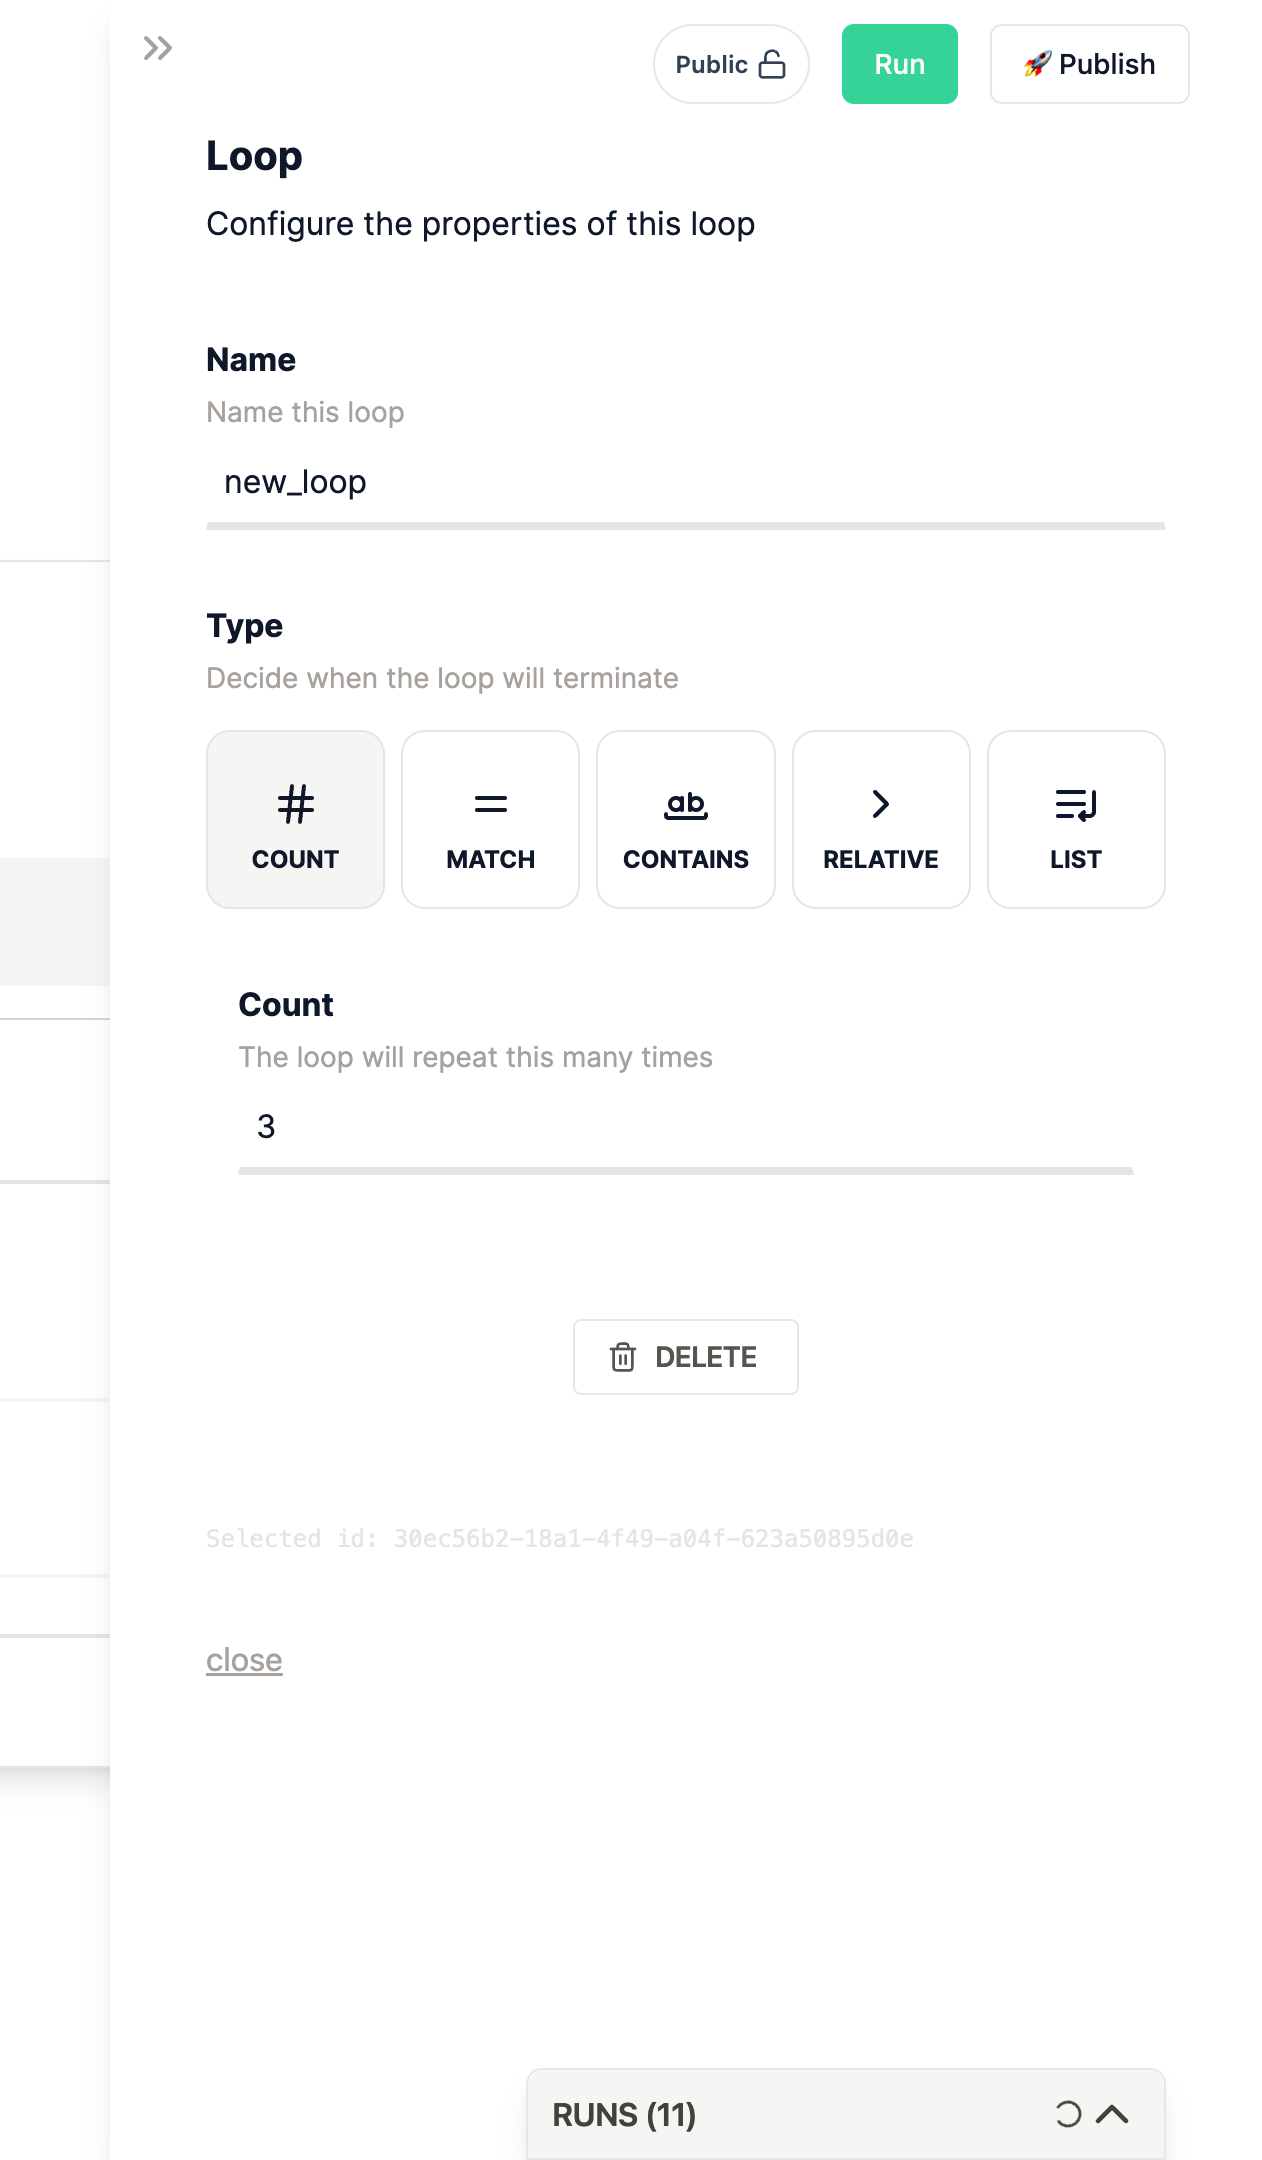 Public
Run
🚀 Publish
Loop
Configure the properties of this loop
Name
Name this loop
new_loop
Type
Decide when the loop will terminate
COUNT
MATCH
ab
CONTAINS
RELATIVE
LIST
Count
The loop will repeat this many times
3
DELETE
Selected id: 30ec56b2-18a1-4f49-a04f-623a50895d0e
close
RUNS (11)